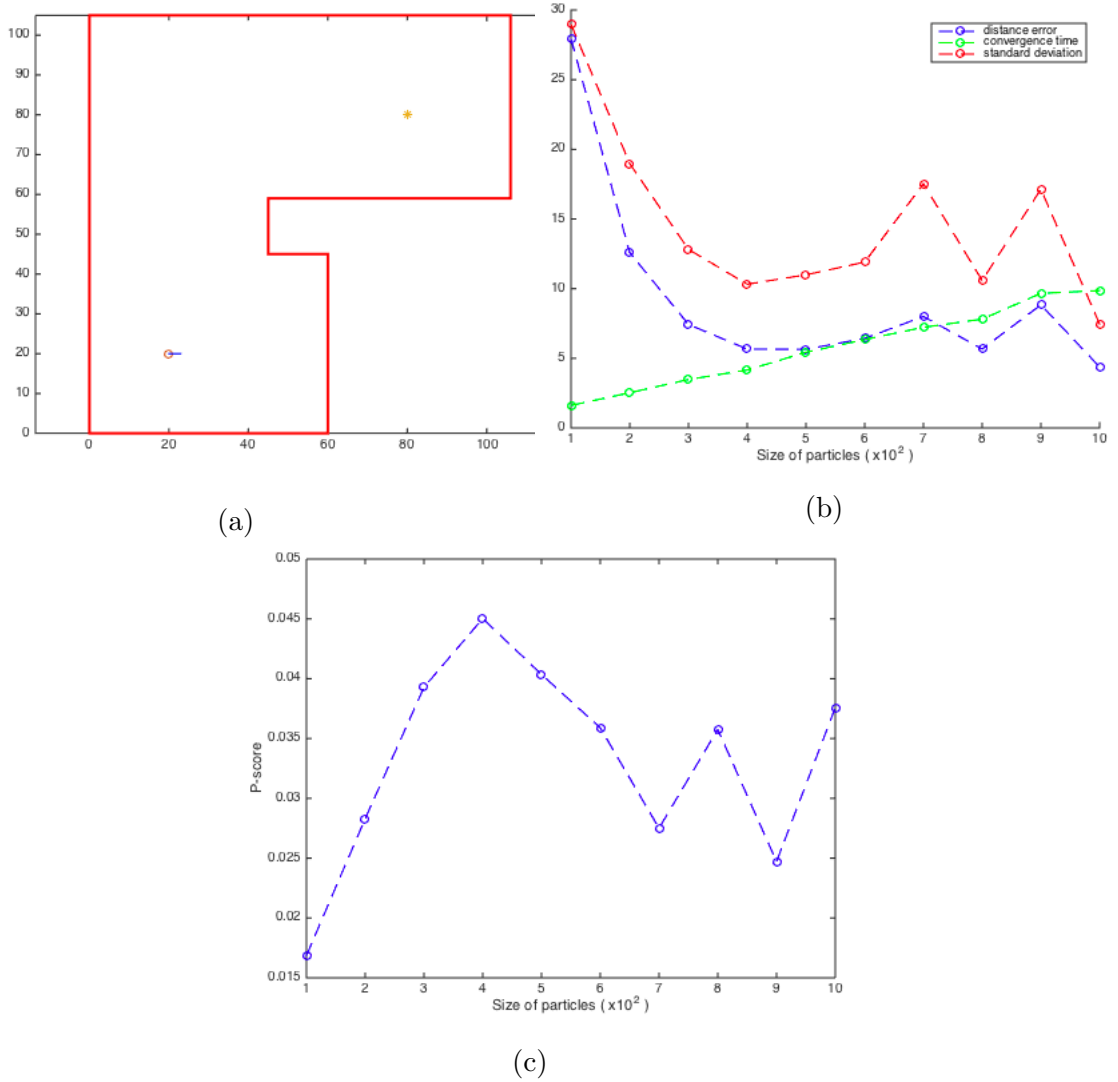 100
90
80
70
60
50
40
30
20
10
0
0 20 40 60 80 100
(a)
30
25
20
15
10
5
0
distance error
convergence time
standard deviation
1 2 3 4 5 6 7 8 9 10
Size of particles ( x10²)
(b)
0.05
0.045
0.04
0.035
0.03
0.025
0.02
0.015
P-score
1 2 3 4 5 6 7 8 9 10
Size of particles ( x10²)
(c)